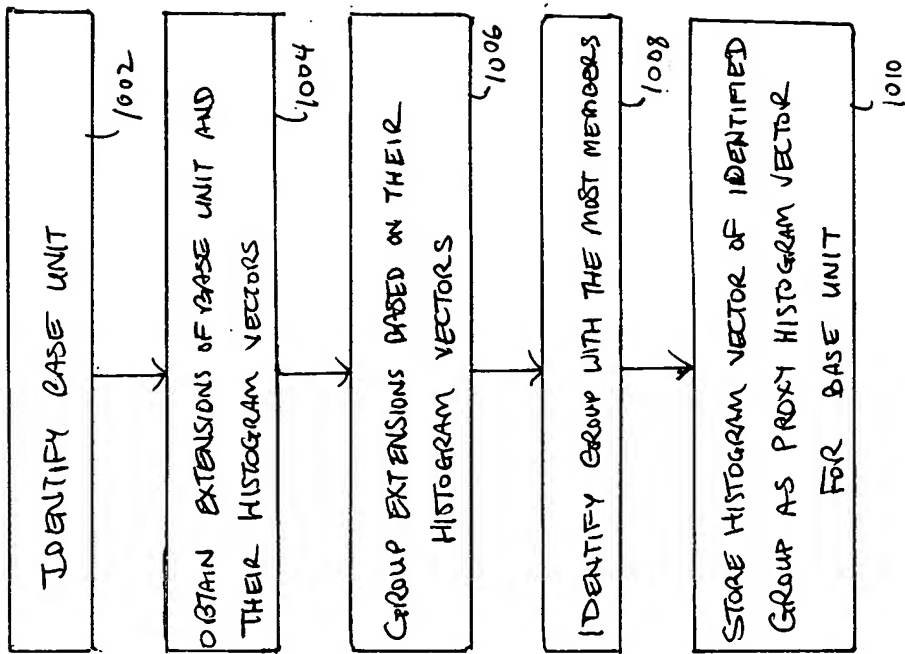 IDENTIFY BASE UNIT
1002
OBTAIN EXTENSIONS OF BASE UNIT AND
THEIR HISTOGRAM VECTORS
1004
GROUP EXTENSIONS BASED ON THEIR
HISTOGRAM VECTORS
1006
IDENTIFY GROUP WITH THE MOST MEMBERS
1008
STORE HISTOGRAM VECTOR OF IDENTIFIED
GROUP AS PROXY HISTOGRAM VECTOR
FOR BASE UNIT
1010